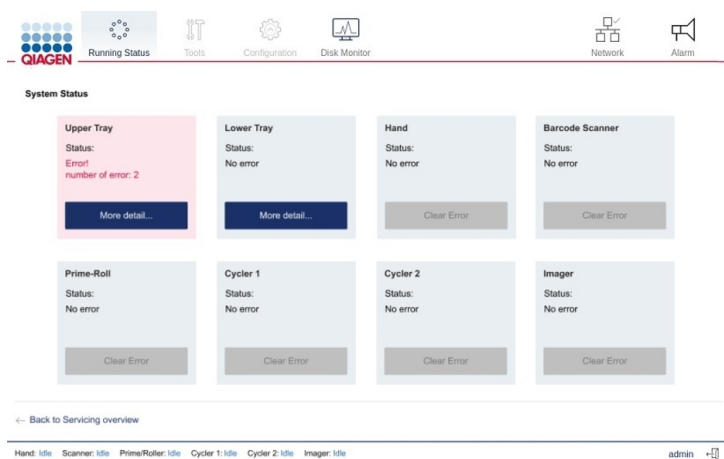 QIAGEN
Running Status
Tools
Configuration
Disk Monitor
Network
Alarm
System Status
Upper Tray
Status:
Error!
number of error: 2
More detail...
Lower Tray
Status:
No error
More detail...
Hand
Status:
No error
Clear Error
Barcode Scanner
Status:
No error
Clear Error
Prime-Roll
Status:
No error
Clear Error
Cycler 1
Status:
No error
Clear Error
Cycler 2
Status:
No error
Clear Error
Imager
Status:
No error
Clear Error
← Back to Servicing overview
Hand: Idle Scanner: Idle Prime/Roller: Idle Cycler 1: Idle Cycler 2: Idle Imager: Idle
admin